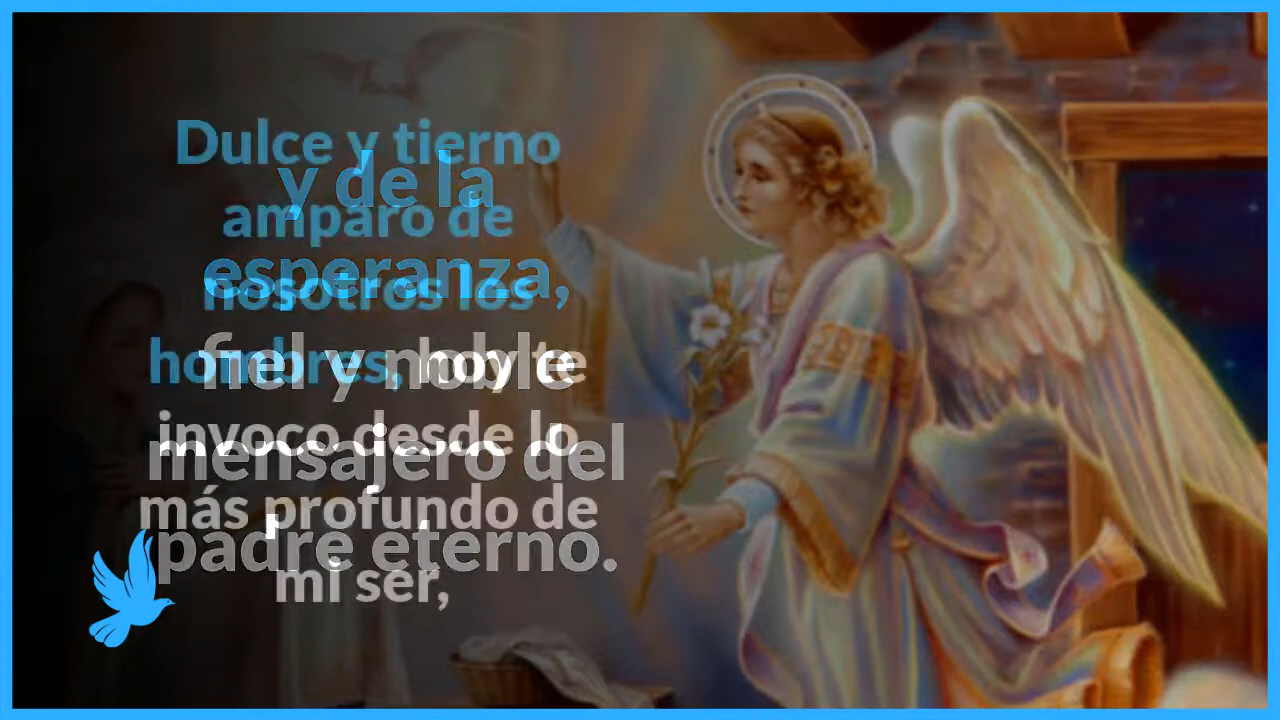 y de la
esperanza,
fiel y noble
mensajero del
padre eterno.
Dulce y tierno
amparo de
nosotros los
hombres, hoy te
invoco desde lo
más profundo de
mi ser,